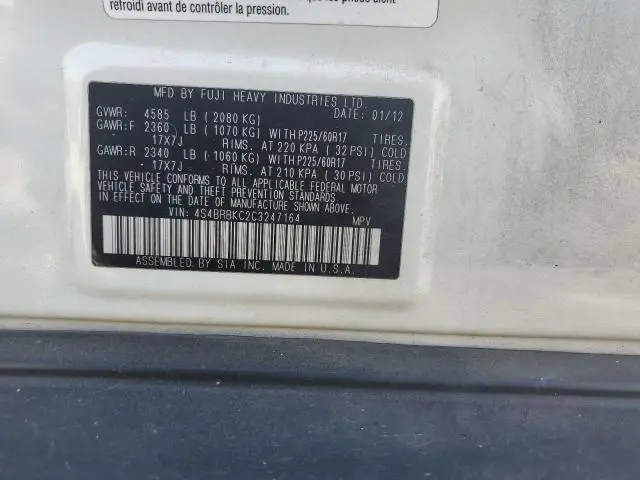 refroidi avant de contrôler la pression.
MFD BY FUJI HEAVY INDUSTRIES LTD.
GVWR: 4585 LB (2080 KG) DATE: 01/12
GAWR:F 2360 LB (1070 KG) WITH P225/60R17 TIRES.
17X7J RIMS. AT 220 KPA (32PSI) COLD
GAWR:R 2340 LB (1060 KG) WITH P225/60R17 TIRES.
17X7J RIMS. AT 210 KPA (30PSI) COLD
THIS VEHICLE CONFORMS TO ALL APPLICABLE FEDERAL MOTOR
VEHICLE SAFETY AND THEFT PREVENTION STANDARDS
IN EFFECT ON THE DATE OF MANUFACTURE SHOWN ABOVE.
VIN: 4S4BRBKC2C3247164 MPV
ASSEMBLED BY SIA INC. MADE IN U.S.A.